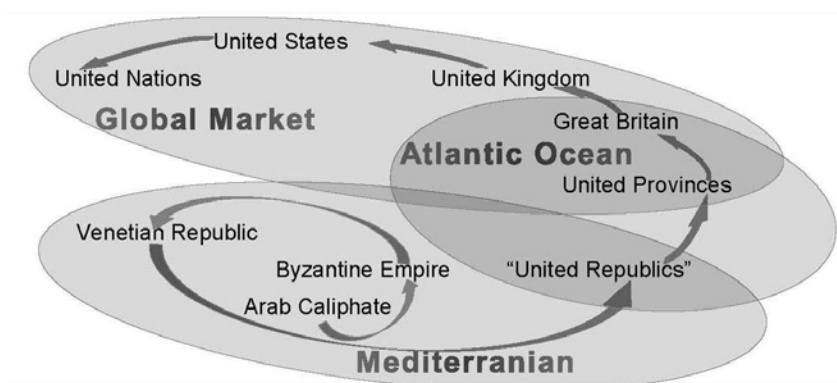 United States
United Nations
United Kingdom
Global Market
Great Britain
Atlantic Ocean
United Provinces
Venetian Republic
Byzantine Empire
“United Republics”
Arab Caliphate
Mediterranian